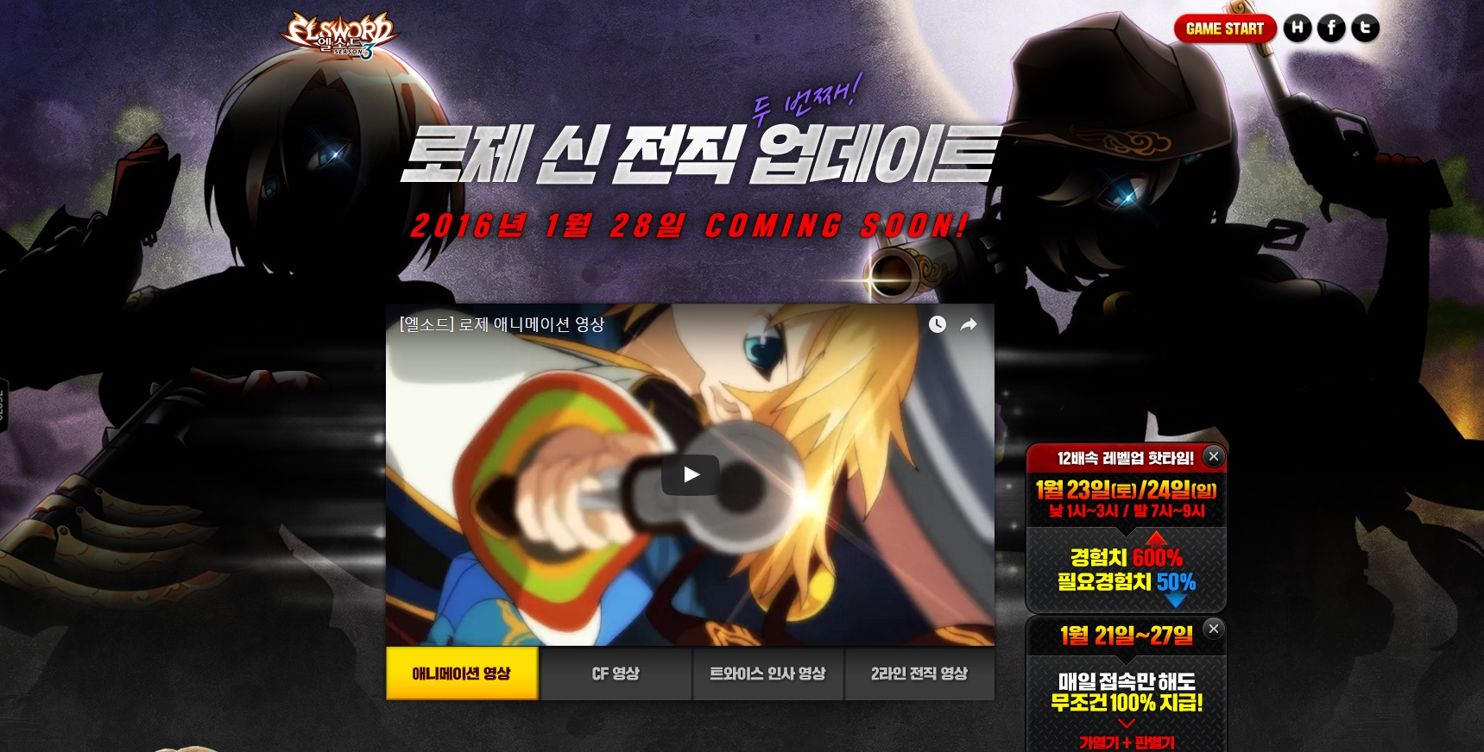 ELSWORD
엘소드
SEASON 3
GAME START
H
f
t
두 번째!
로제 신 전직 업데이트
2016년 1월 28일 COMING SOON!
[엘소드] 로제 애니메이션 영상
애니메이션 영상
CF 영상
트와이스 인사 영상
2라인 전직 영상
CLOSE
12배속 레벨업 핫타임!
1월 23일(토)/24일(일)
낮 1시~3시 / 밤 7시~9시
경험치 600%
필요경험치 50%
1월 21일~27일
매일 접속만 해도
무조건 100% 지급!
가열기 + 판별기